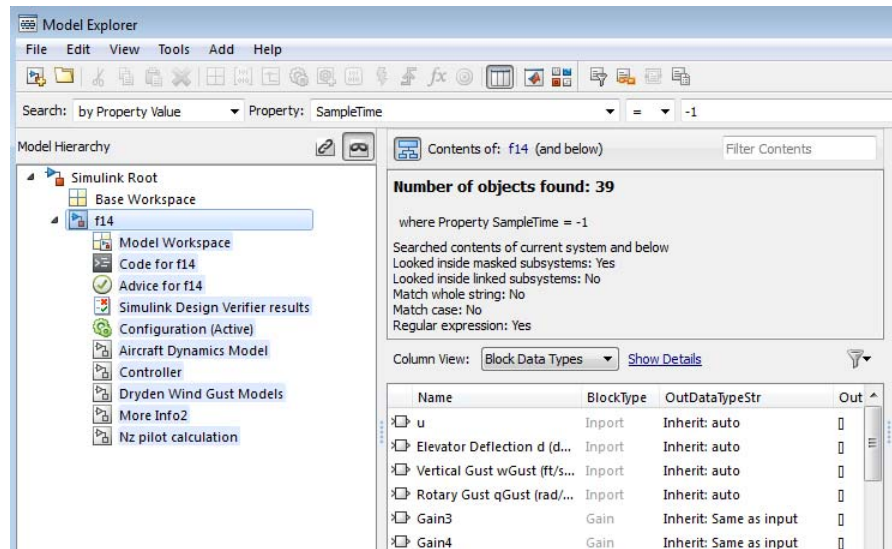 Model Explorer
File Edit View Tools Add Help
Search: by Property Value Property: SampleTime = -1
Model Hierarchy
Simulink Root
Base Workspace
f14
Model Workspace
Code for f14
Advice for f14
Simulink Design Verifier results
Configuration (Active)
Aircraft Dynamics Model
Controller
Dryden Wind Gust Models
More Info2
Nz pilot calculation
Contents of: f14 (and below) Filter Contents
Number of objects found: 39
where Property SampleTime = -1
Searched contents of current system and below
Looked inside masked subsystems: Yes
Looked inside linked subsystems: No
Match whole string: No
Match case: No
Regular expression: Yes
Column View: Block Data Types Show Details
Name BlockType OutDataTypeStr Out
u Inport Inherit: auto []
Elevator Deflection d (d... Inport Inherit: auto []
Vertical Gust wGust (ft/s... Inport Inherit: auto []
Rotary Gust qGust (rad/... Inport Inherit: auto []
Gain3 Gain Inherit: Same as input []
Gain4 Gain Inherit: Same as input []